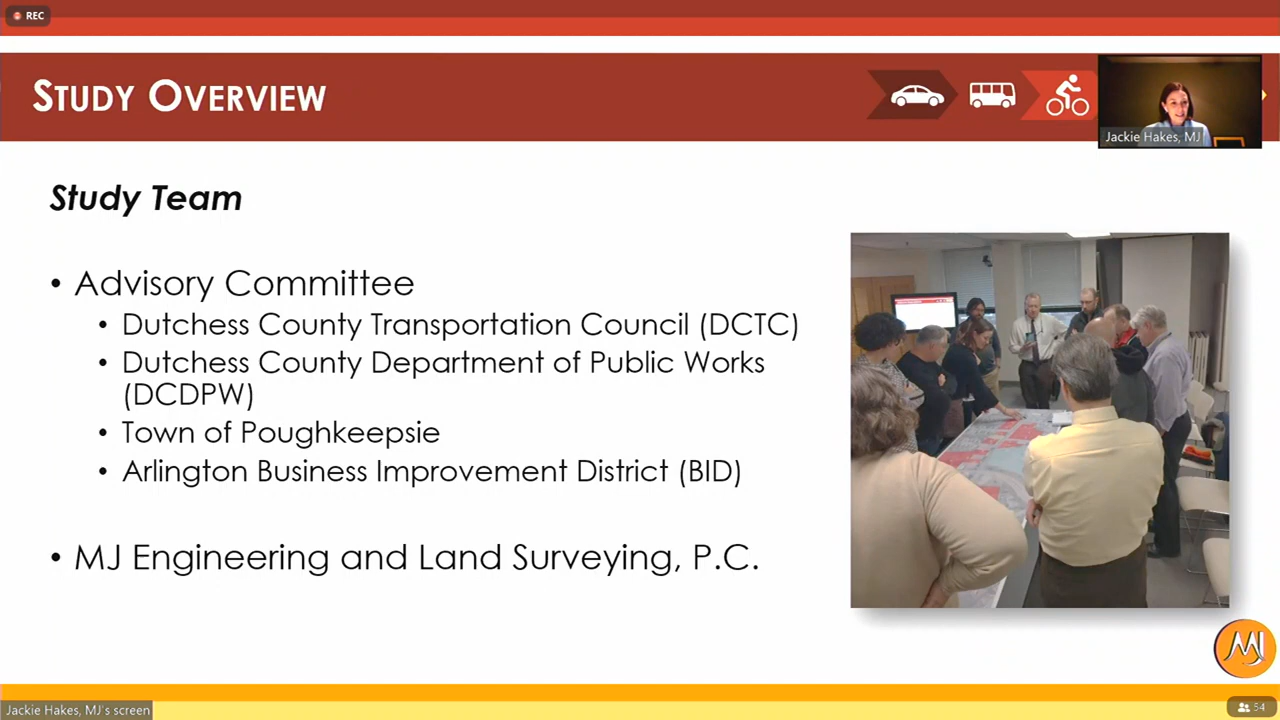 REC
STUDY OVERVIEW
Jackie Hakes, MJ
Study Team
• Advisory Committee
• Dutchess County Transportation Council (DCTC)
• Dutchess County Department of Public Works
(DCDPW)
• Town of Poughkeepsie
• Arlington Business Improvement District (BID)
• MJ Engineering and Land Surveying, P.C.
MJ
Jackie Hakes, MJ's screen
54